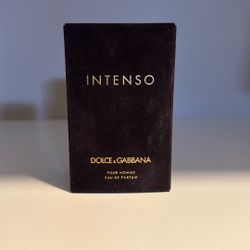 INTENSO
DOLCE & GABBANA
POUR HOMME
EAU DE PARFUM